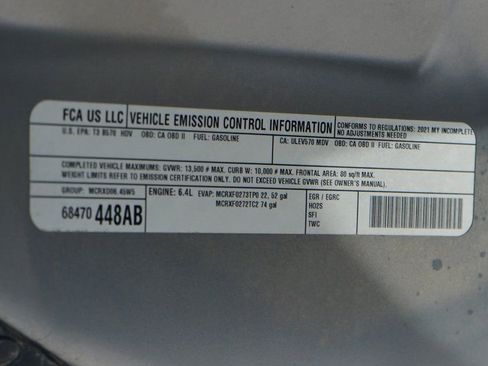 FCA US LLC VEHICLE EMISSION CONTROL INFORMATION CONFORMS TO REGULATIONS: 2021 MY INCOMPLETE
NO ADJUSTMENTS NEEDED
U.S. EPA: T3 B570 HDV OBD: CA OBD II FUEL: GASOLINE CA: ULEV570 MDV OBD: CA OBD II FUEL: GASOLINE
COMPLETED VEHICLE MAXIMUMS: GVWR: 13,500 # MAX. CURB W: 10,000 # MAX. FRONTAL AREA: 80 sq/ft MAX.
WEIGHT LIMITS REFER TO EMISSION CERTIFICATION ONLY. GVWR LIMITS MAY DIFFER (SEE OWNER'S MANUAL).
GROUP: MCRXD06.45W5 ENGINE: 6.4L EVAP: MCRXF0273TP0 22, 52 gal EGR / EGRC
MCRXF0272TC2 74 gal HO2S
68470 448AB SFI
TWC